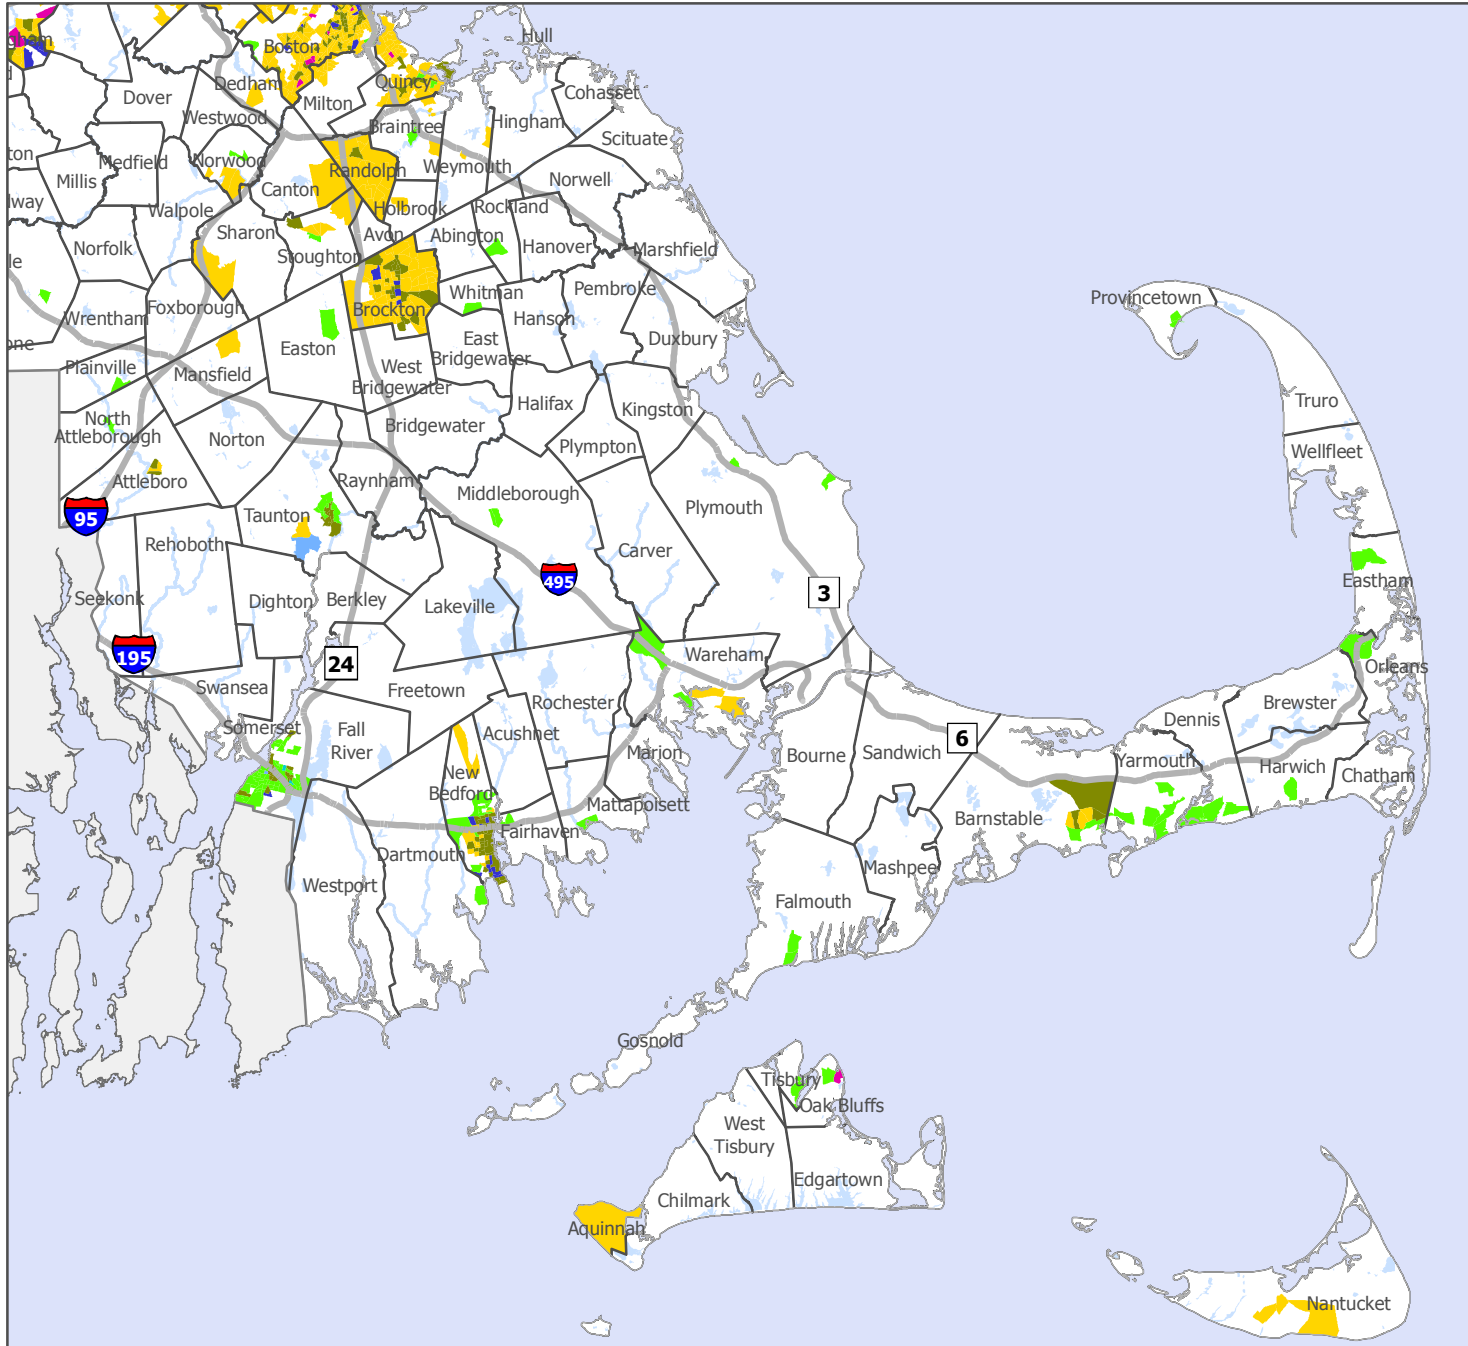 Hull
gham
Boston
Dedham
Quincy
Dover
Milton
Cohasset
Westwood
Braintree
Hingham
Scituate
ton
Medfield
Norwood
Randolph
Weymouth
Millis
Canton
Norwell
lway
Walpole
Holbrook
Rockland
Sharon
Avon
Abington
Hanover
Marshfield
Norfolk
Stoughton
le
Pembroke
Whitman
Provincetown
Wrentham
Foxborough
Brockton
Hanson
one
Easton
East
Bridgewater
Duxbury
Plainville
Mansfield
West
Bridgewater
Truro
North
Attleborough
Halifax
Kingston
Norton
Bridgewater
Plympton
Wellfleet
Attleboro
Raynham
Middleborough
Plymouth
95
Taunton
Rehoboth
Carver
495
Eastham
3
Seekonk
Dighton
Berkley
Lakeville
195
24
Wareham
Orleans
Swansea
Freetown
Rochester
Brewster
Somerset
Fall
River
Acushnet
Dennis
6
Marion
Bourne
Sandwich
Yarmouth
Harwich
Chatham
New
Bedford
Mattapoisett
Barnstable
Fairhaven
Dartmouth
Mashpee
Westport
Falmouth
Gosnold
Tisbury
Oak Bluffs
West
Tisbury
Edgartown
Chilmark
Aquinnah
Nantucket